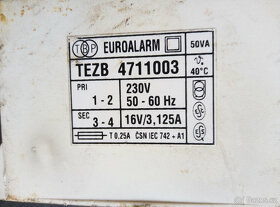 TBP EUROALARM 50VA
TEZB 4711003 40°C
PRI 1-2 230V
50-60 Hz
SEC 3-4 16V/3,125A
T 0,25A ČSN IEC 742 + A1